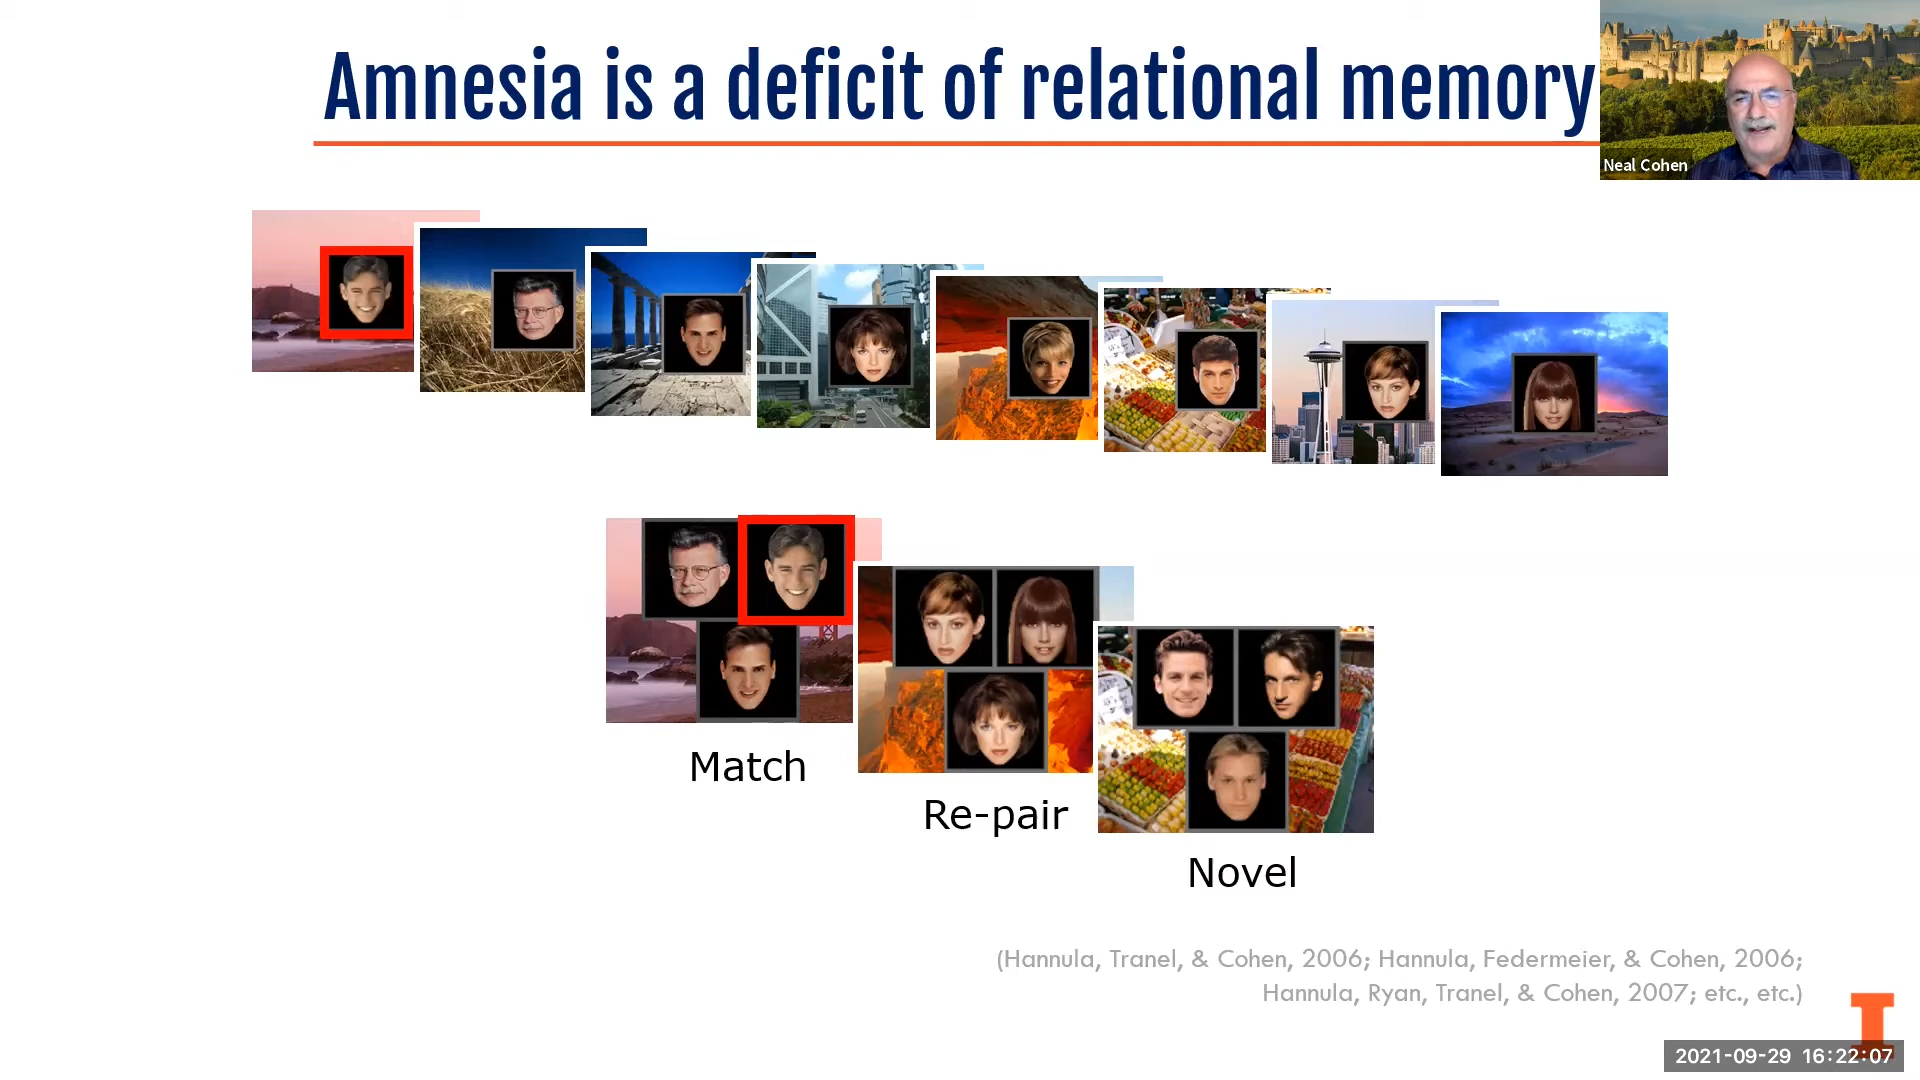 Amnesia is a deficit of relational memory
Neal Cohen
Match
Re-pair
Novel
(Hannula, Tranel, & Cohen, 2006; Hannula, Federmeier, & Cohen, 2006;
Hannula, Ryan, Tranel, & Cohen, 2007; etc., etc.)
I
2021-09-29 16:22:07